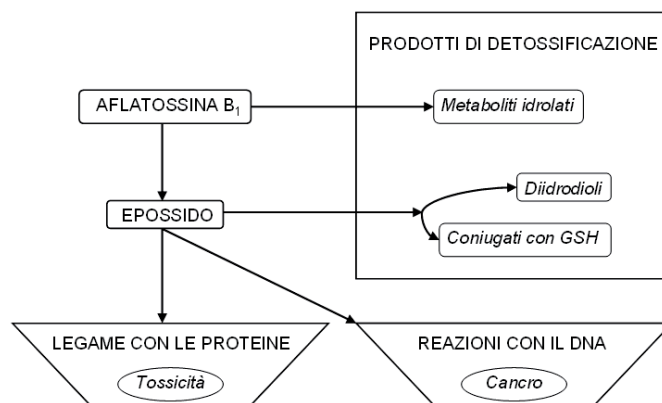 PRODOTTI DI DETOSSIFICAZIONE
AFLATOSSINA B1
Metaboliti idrolati
Diidrodioli
EPOSSIDO
Coniugati con GSH
LEGAME CON LE PROTEINE
REAZIONI CON IL DNA
Tossicità
Cancro